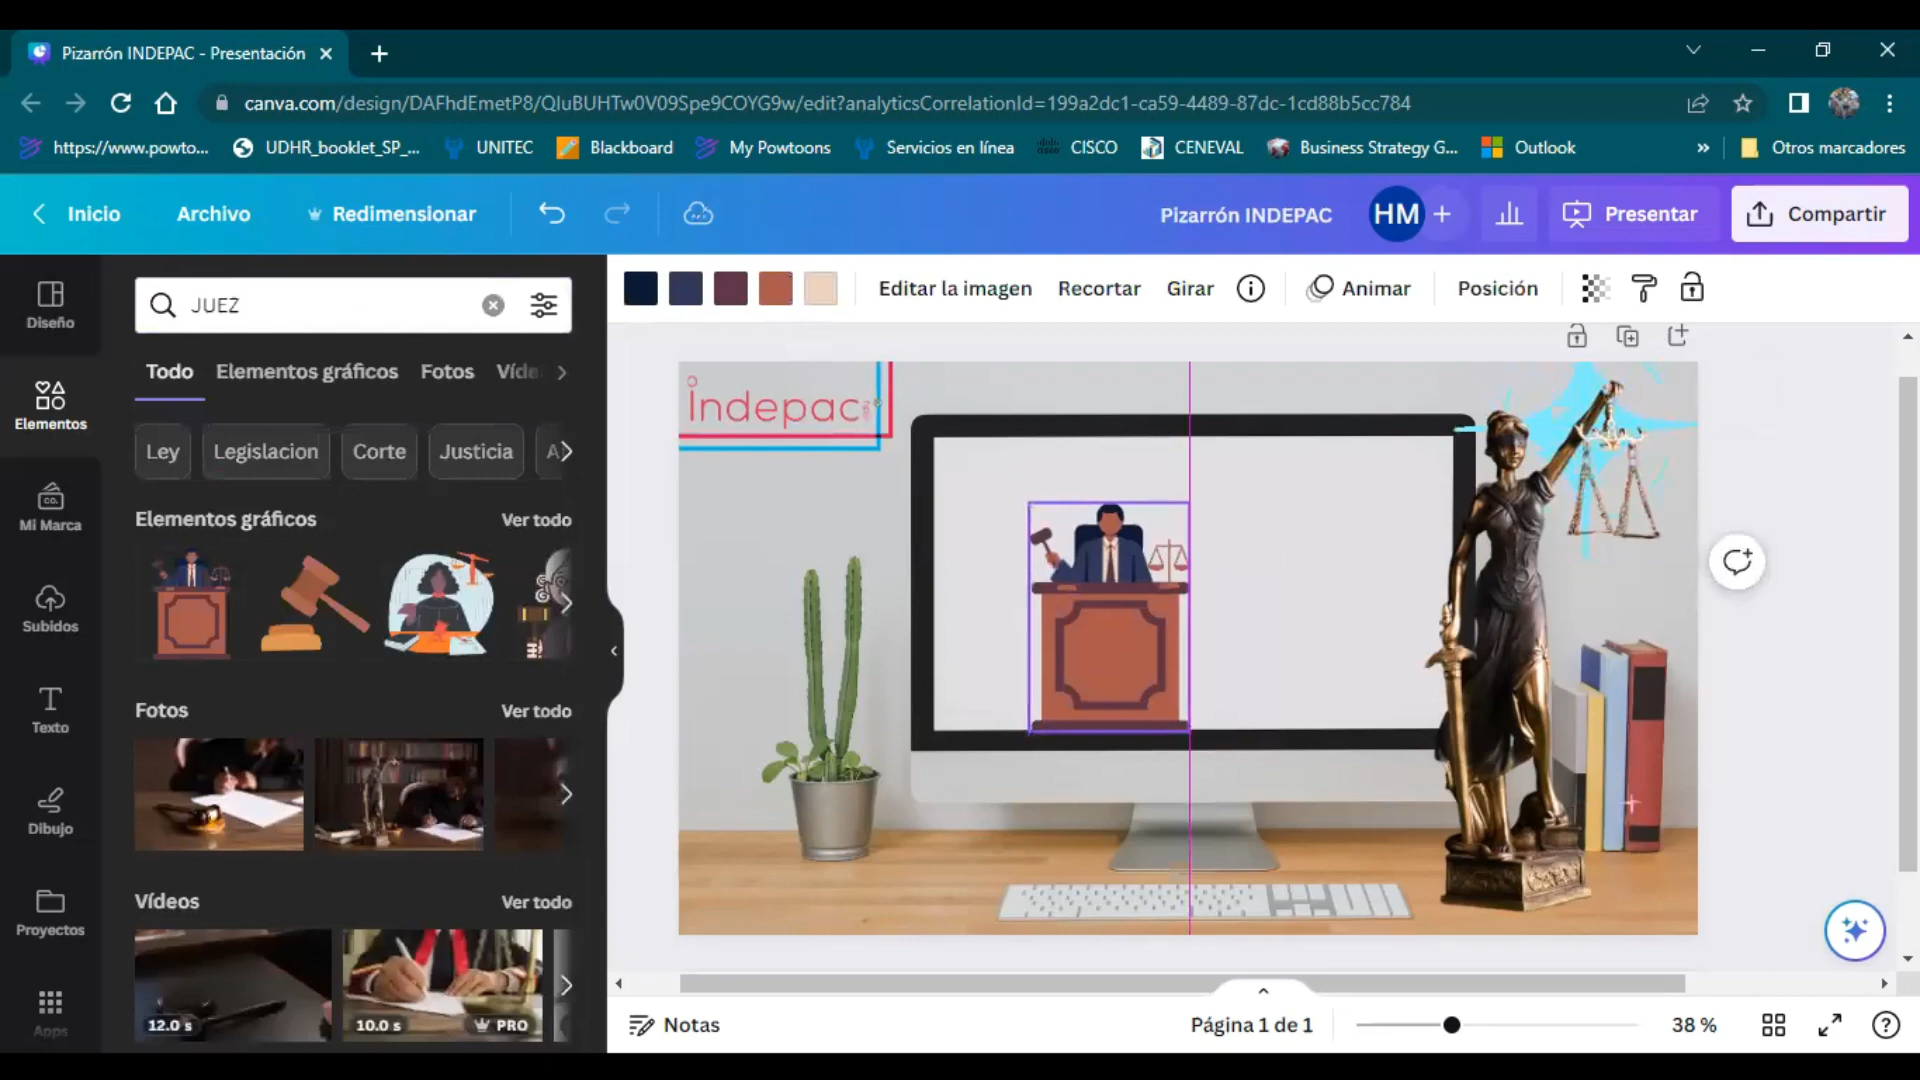 Pizarrón INDEPAC - Presentación
canva.com/design/DAFhdEmetP8/QIuBUHTw0V09Spe9COYG9w/edit?analyticsCorrelationId=199a2dc1-ca59-4489-87dc-1cd88b5cc784
https://www.powto... UDHR_booklet_SP_... UNITEC Blackboard My Powtoons Servicios en línea CISCO CENEVAL Business Strategy G... Outlook » Otros marcadores
Inicio Archivo Redimensionar Pizarrón INDEPAC HM + Presentar Compartir
JUEZ
Editar la imagen Recortar Girar Animar Posición
Diseño
Elementos
Mi Marca
Subidos
Texto
Dibujo
Proyectos
Apps
Todo Elementos gráficos Fotos Víde
Ley Legislacion Corte Justicia A
Elementos gráficos Ver todo
Fotos Ver todo
Vídeos Ver todo
12.0 s 10.0 s PRO
Indepac
Notas Página 1 de 1 38 %